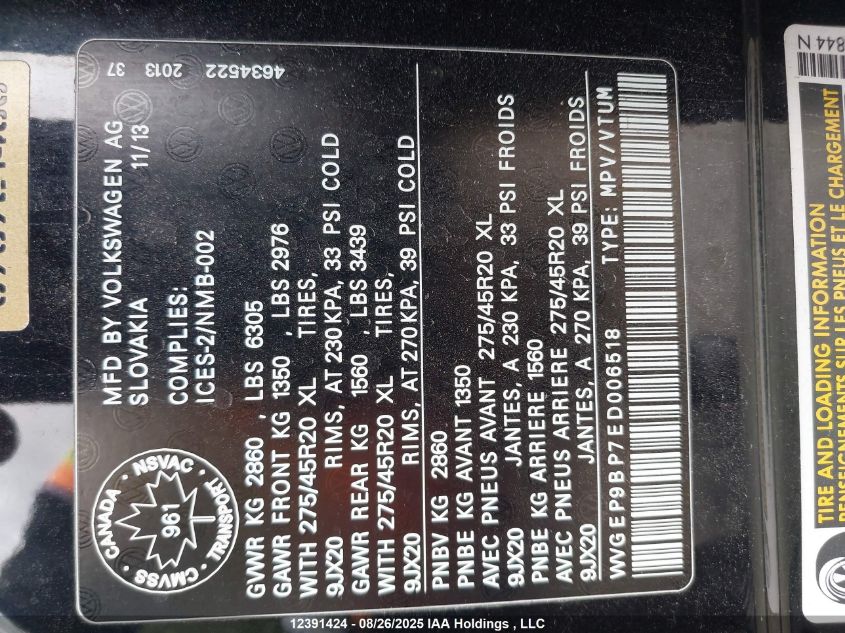 4634522 2013 37
MFD BY VOLKSWAGEN AG
SLOVAKIA 11/13
COMPLIES:
ICES-2/NMB-002
CANADA NSVAC
961
CMVSS TRANSPORT
GVWR KG 2860 , LBS 6305
GAWR FRONT KG 1350 , LBS 2976
WITH 275/45R20 XL TIRES,
9JX20 RIMS, AT 230 KPA, 33 PSI COLD
GAWR REAR KG 1560 , LBS 3439
WITH 275/45R20 XL TIRES,
9JX20 RIMS, AT 270 KPA, 39 PSI COLD
PNBV KG 2860
PNBE KG AVANT 1350
AVEC PNEUS AVANT 275/45R20 XL
9JX20 JANTES, A 230 KPA, 33 PSI FROIDS
PNBE KG ARRIERE 1560
AVEC PNEUS ARRIERE 275/45R20 XL
9JX20 JANTES, A 270 KPA, 39 PSI FROIDS
WVGEP9BP7ED006518 TYPE: MPV/VTUM
844 N
TIRE AND LOADING INFORMATION
RENSEIGNEMENTS SUR LES PNEUS ET LE CHARGEMENT
12391424 - 08/26/2025 IAA Holdings , LLC